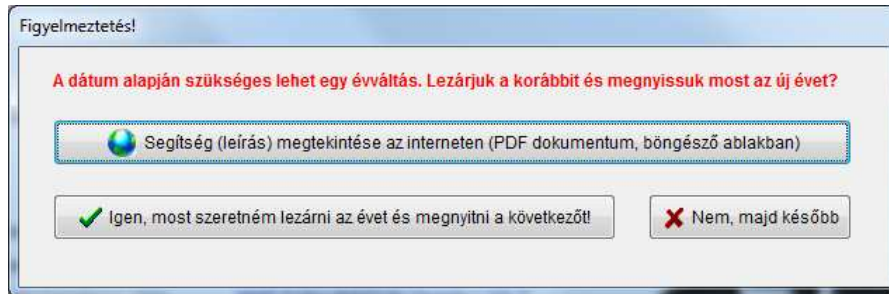 Figyelmeztetés!
A dátum alapján szükséges lehet egy évváltás. Lezárjuk a korábbit és megnyissuk most az új évet?
Segítség (leírás) megtekintése az interneten (PDF dokumentum, böngésző ablakban)
Igen, most szeretném lezárni az évet és megnyitni a következőt!
Nem, majd később